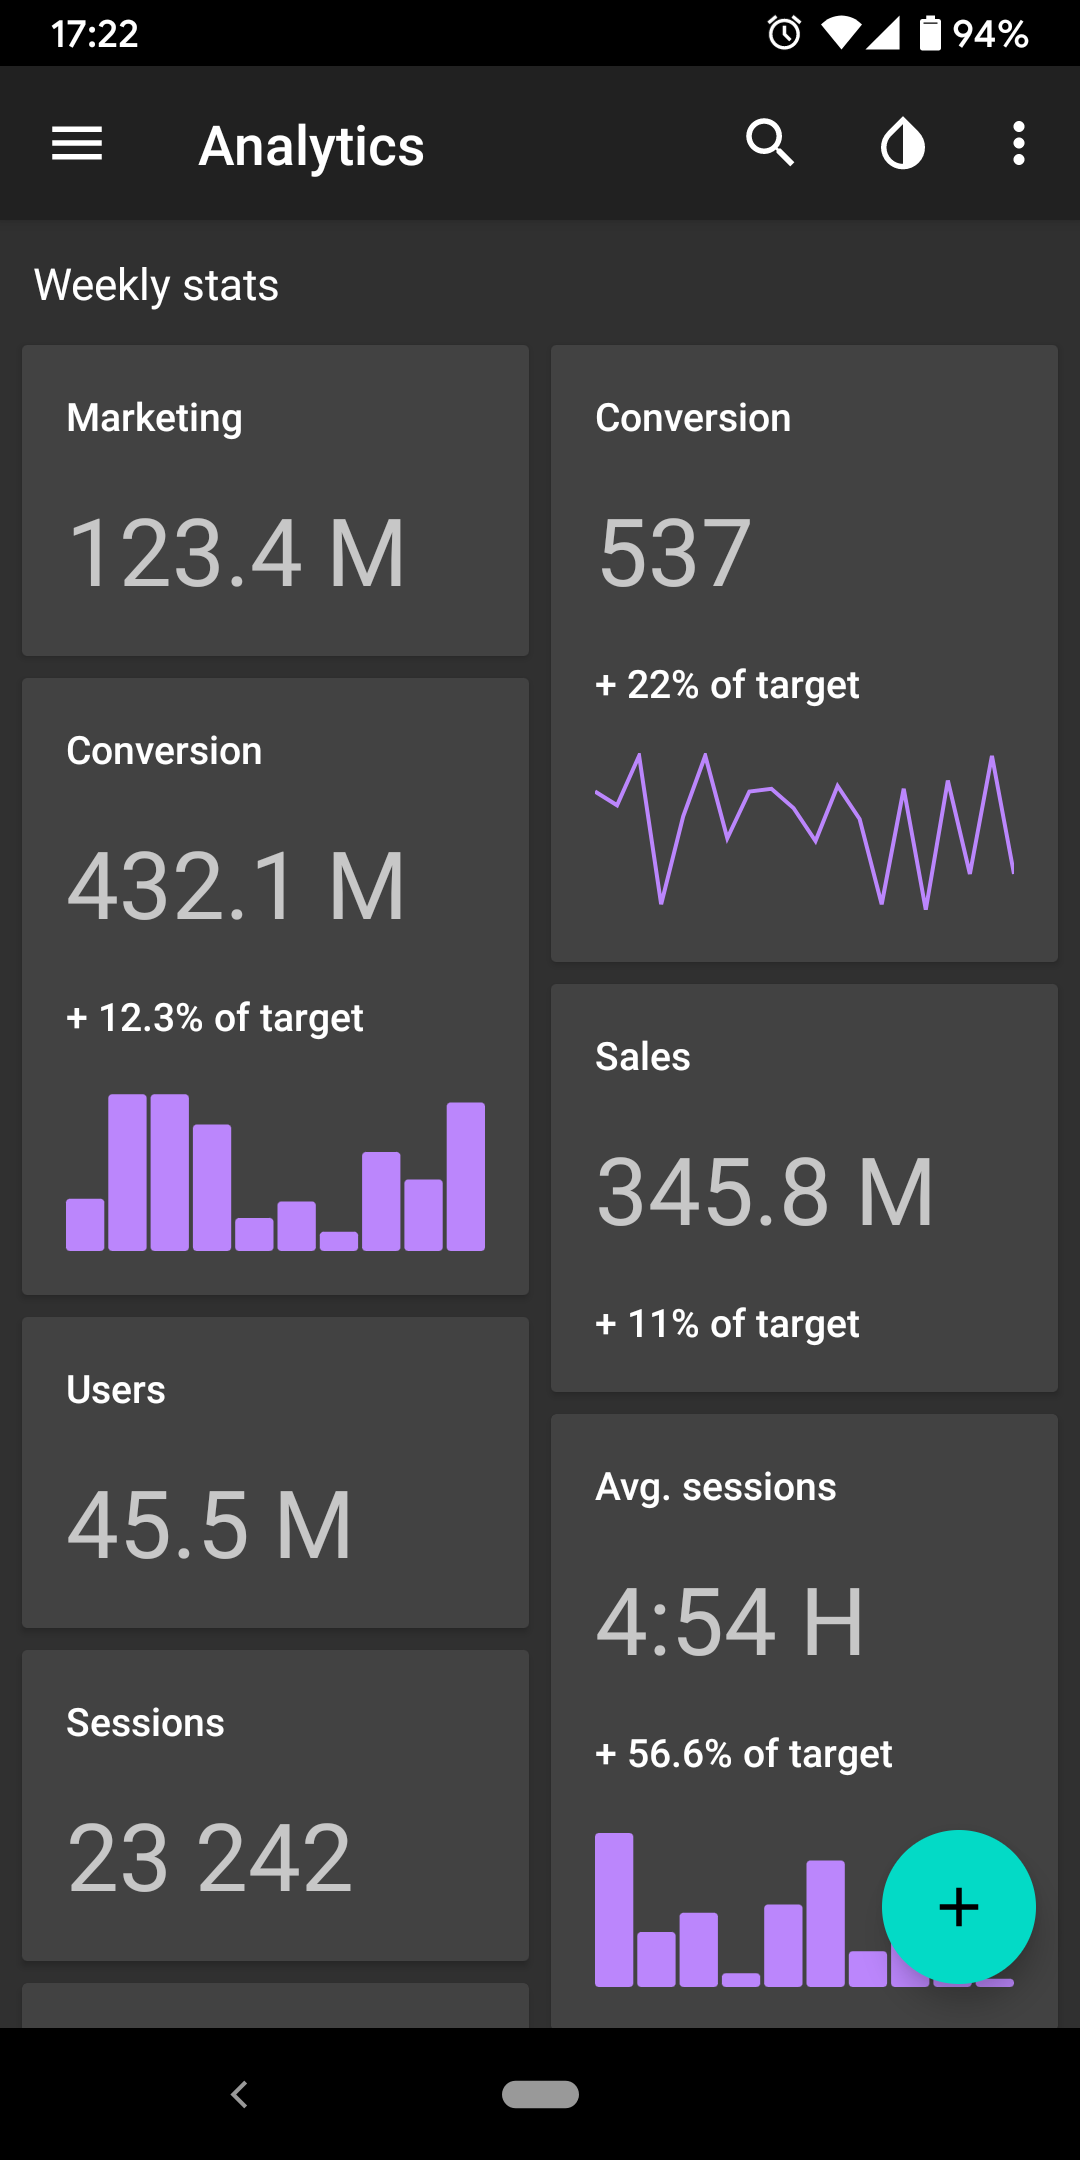 17:22
94%
Analytics
Weekly stats
Marketing
123.4 M
Conversion
537
+ 22% of target
Conversion
432.1 M
+ 12.3% of target
Sales
345.8 M
+ 11% of target
Users
45.5 M
Avg. sessions
4:54 H
+ 56.6% of target
Sessions
23 242